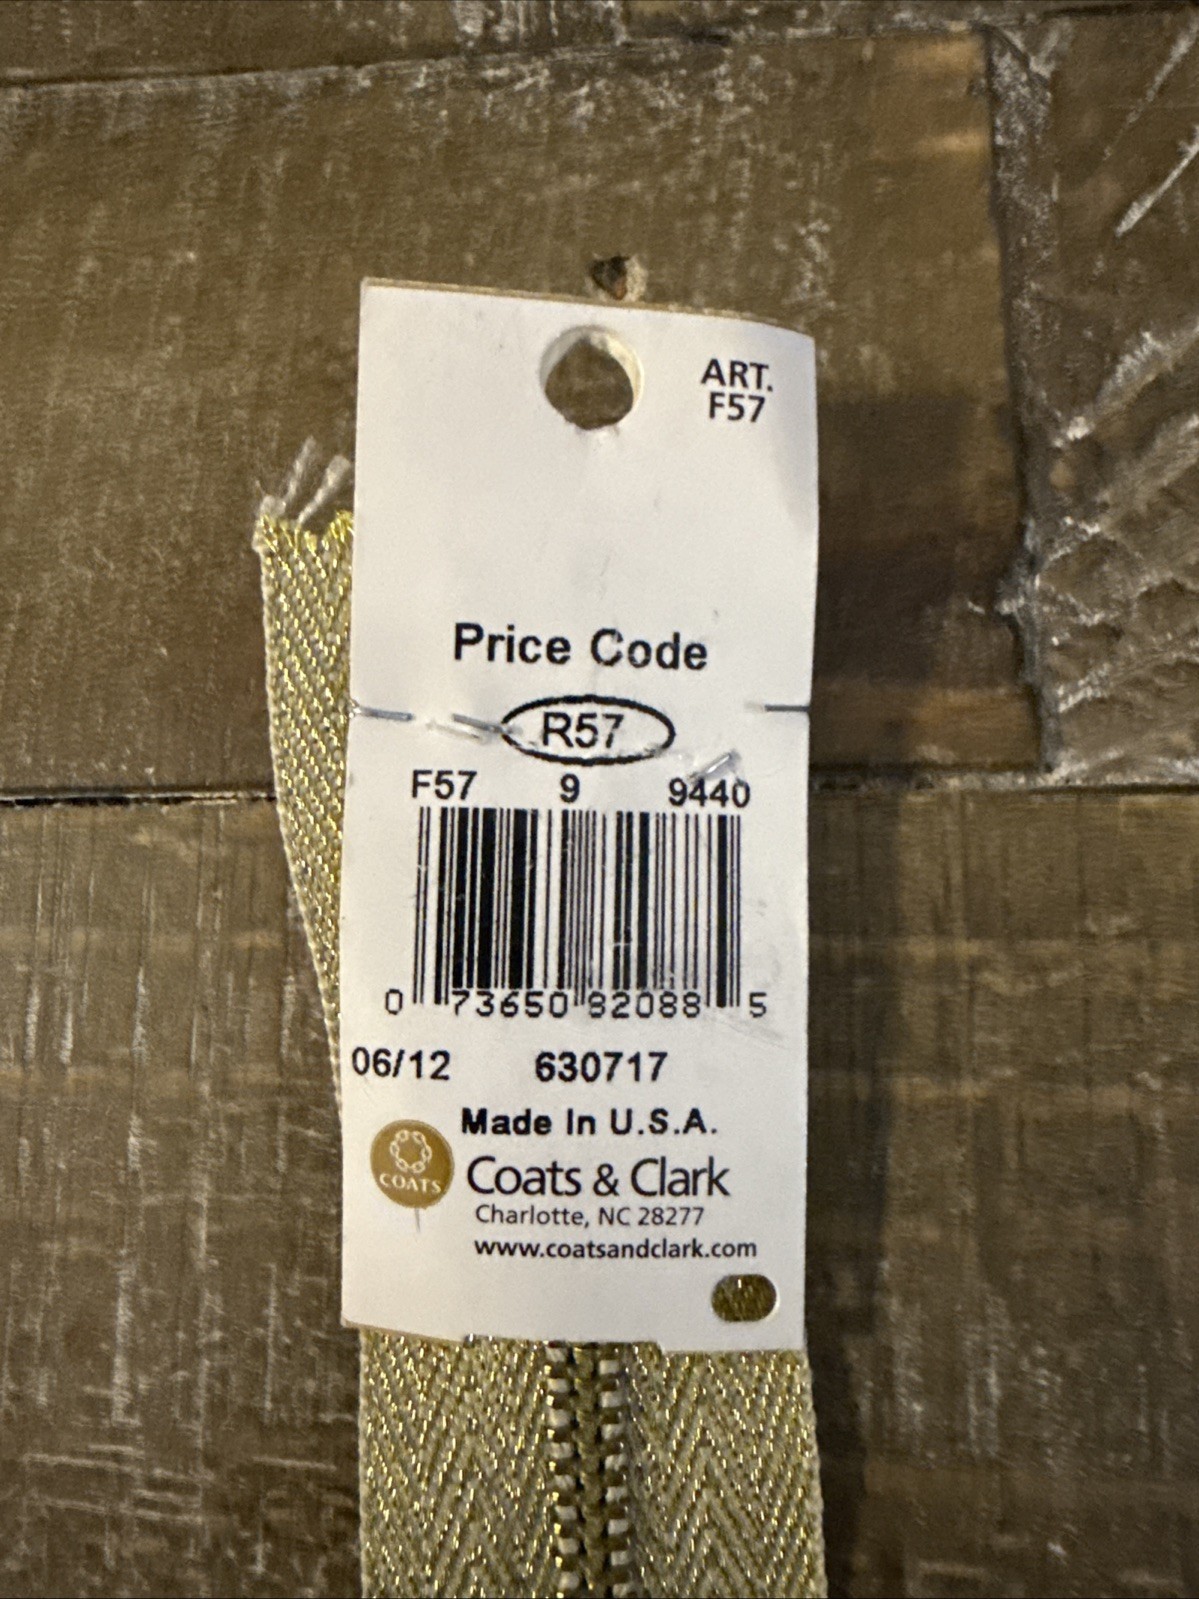 ART.
F57
Price Code
R57
F57 9 9440
0 73650 82088 5
06/12 630717
Made In U.S.A.
COATS
Coats & Clark
Charlotte, NC 28277
www.coatsandclark.com